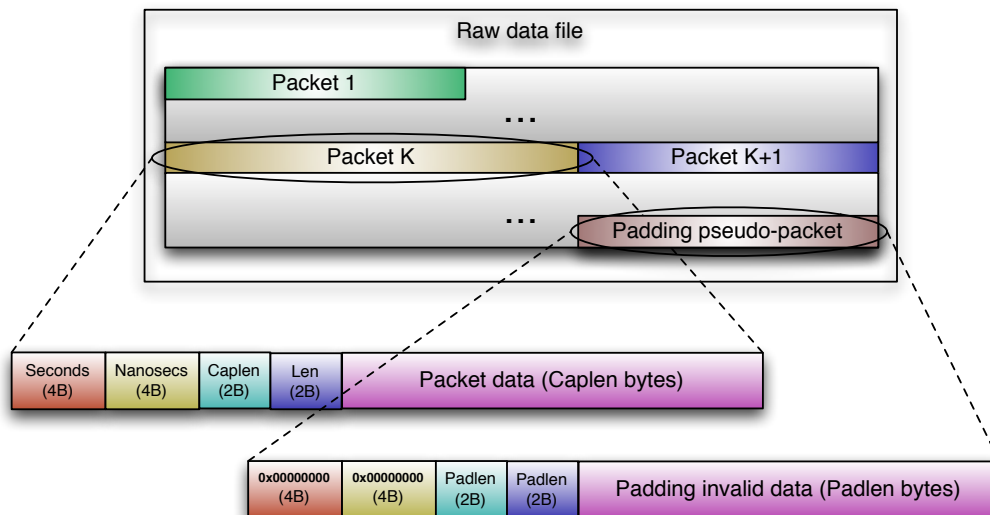 Raw data file
Packet 1
...
Packet K
Packet K+1
...
Padding pseudo-packet
Seconds
(4B)
Nanosecs
(4B)
Caplen
(2B)
Len
(2B)
Packet data (Caplen bytes)
0x00000000
(4B)
0x00000000
(4B)
Padlen
(2B)
Padlen
(2B)
Padding invalid data (Padlen bytes)